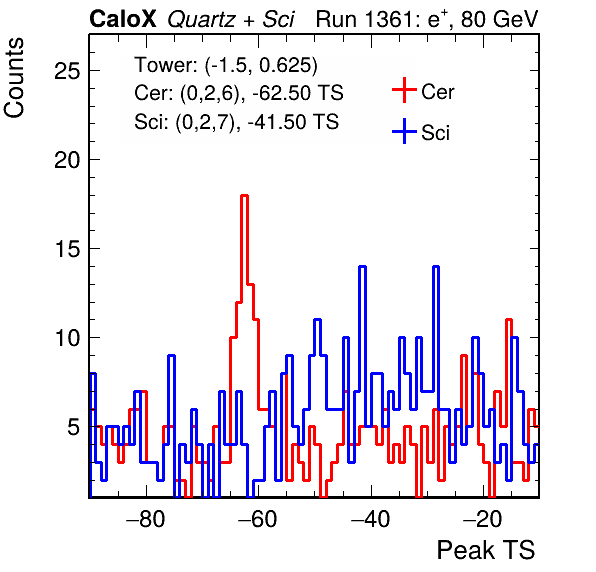 CaloX Quartz + Sci Run 1361: e+, 80 GeV
Counts
Tower: (-1.5, 0.625)
Cer: (0,2,6), -62.50 TS
Sci: (0,2,7), -41.50 TS
Cer
Sci
25
20
15
10
5
−80 −60 −40 −20
Peak TS